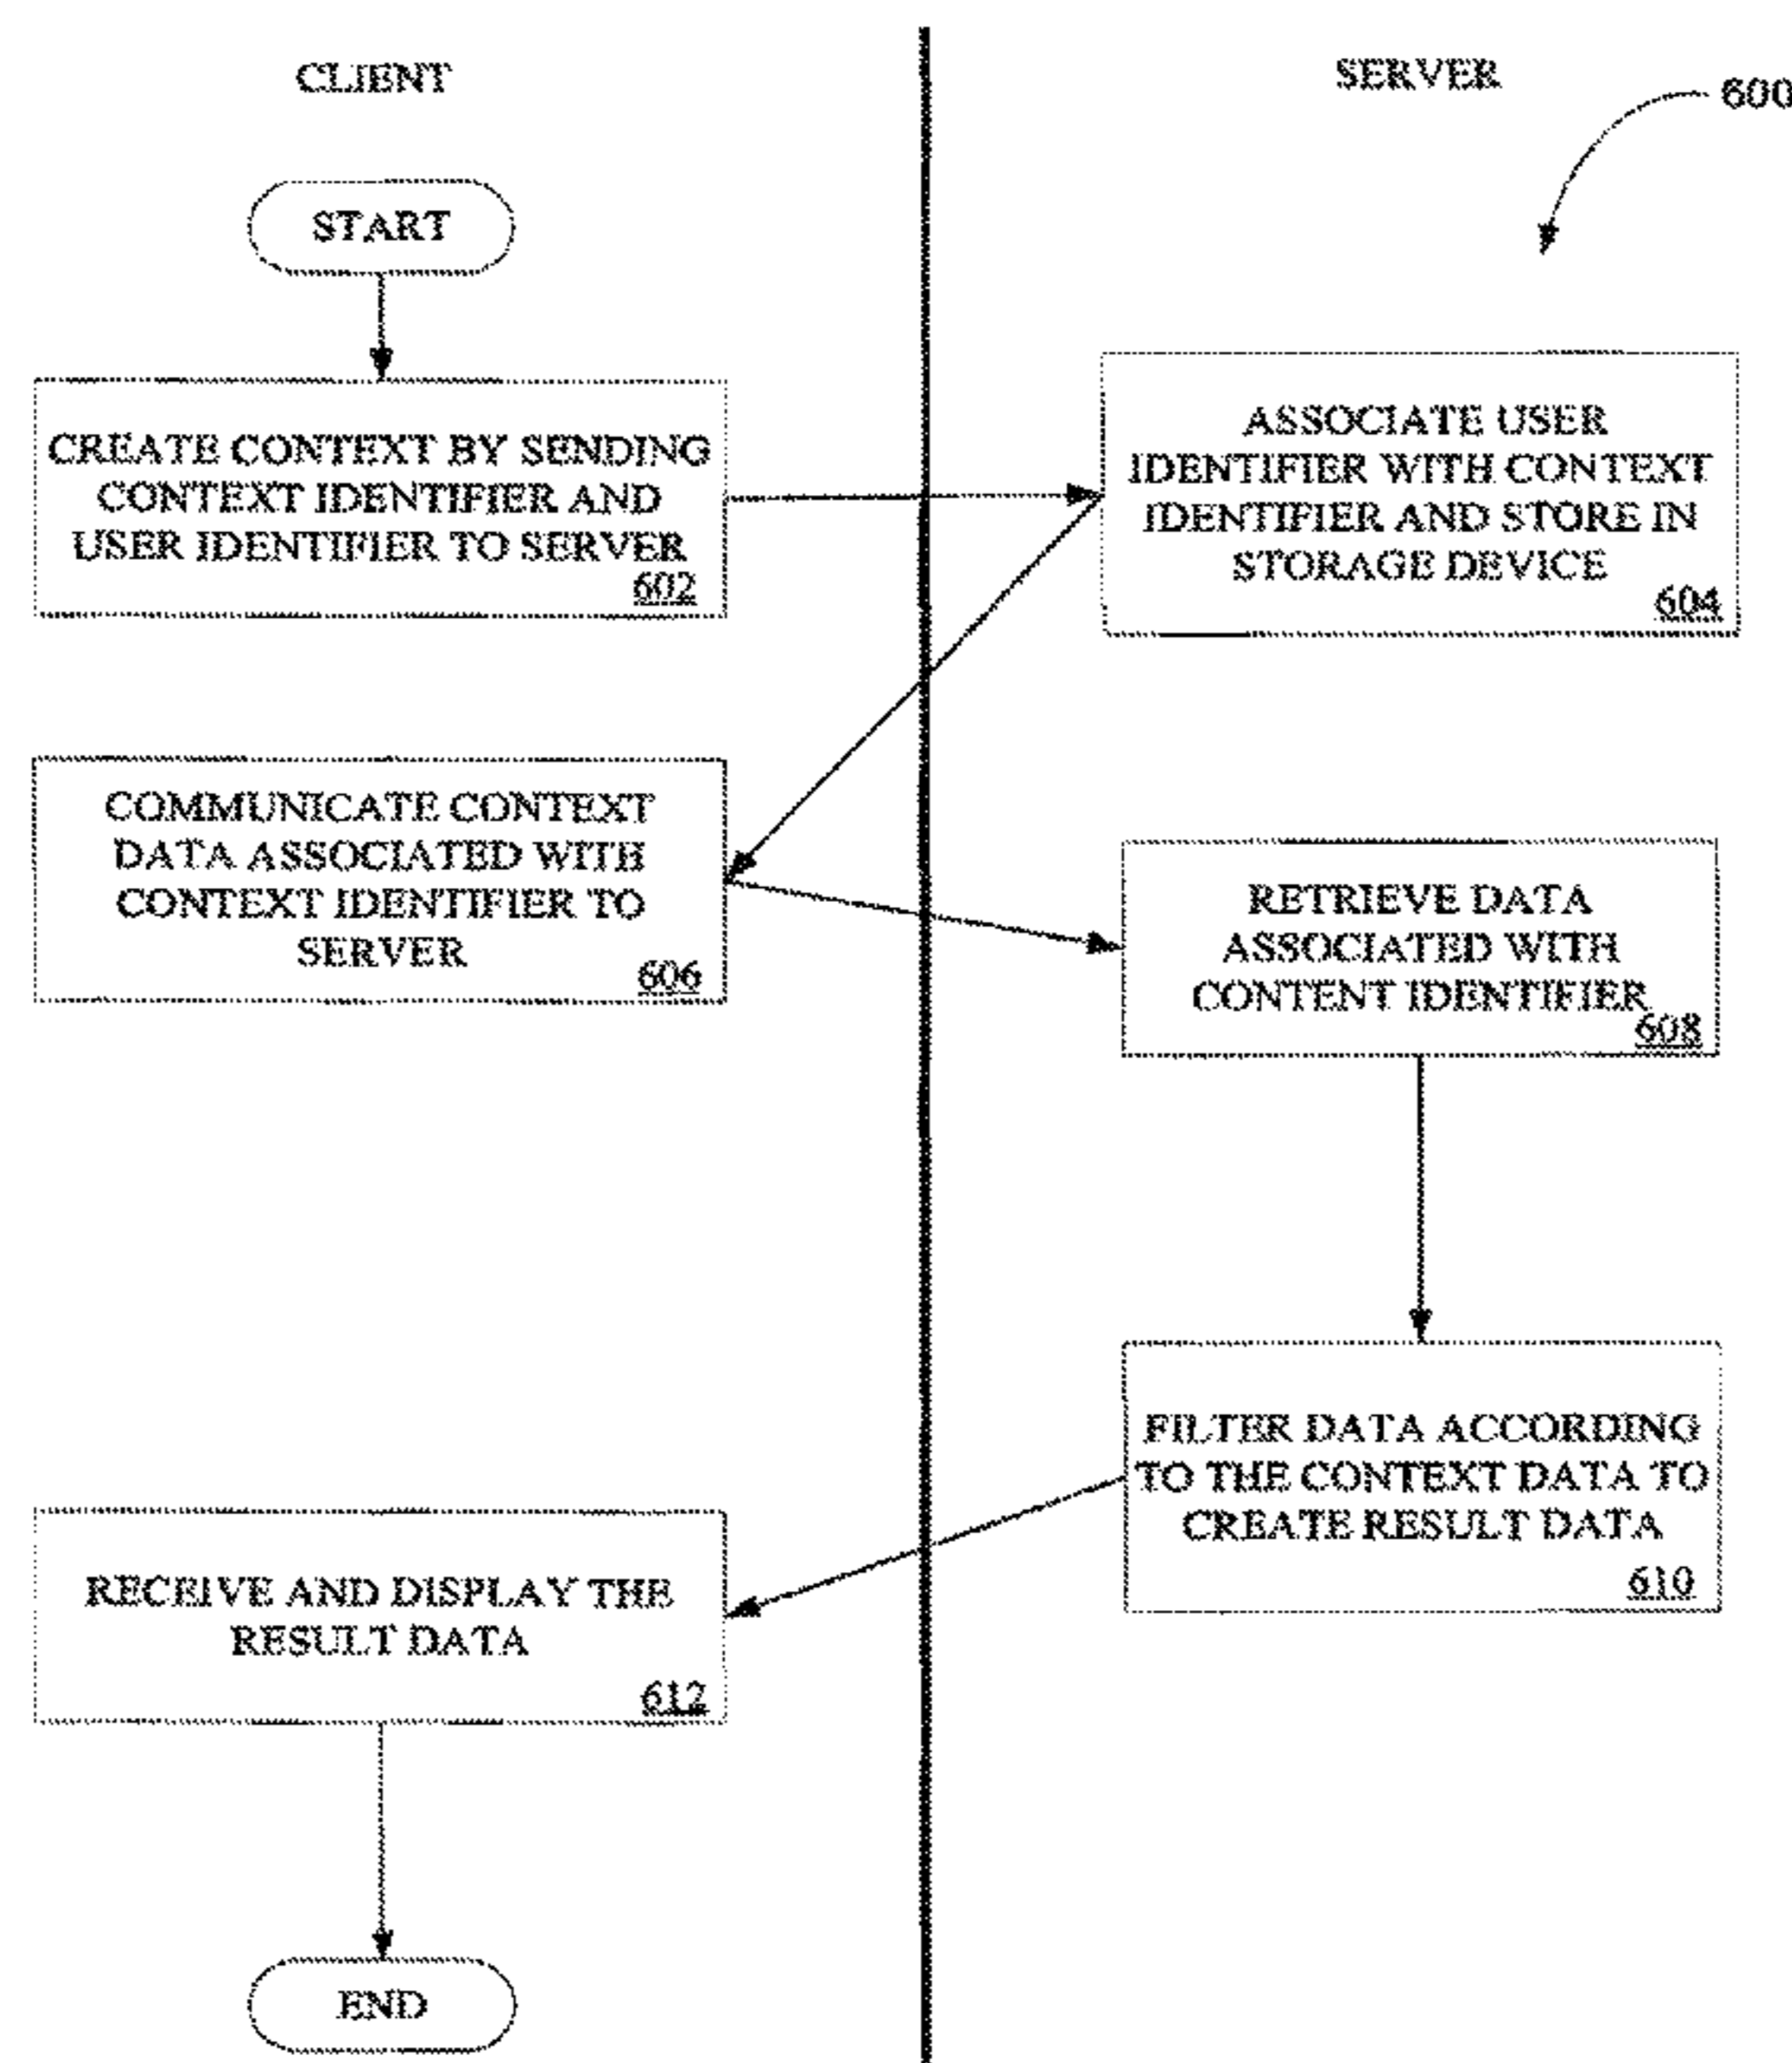 CLIENT
SERVER
600
START
CREATE CONTEXT BY SENDING
CONTEXT IDENTIFIER AND
USER IDENTIFIER TO SERVER
602
ASSOCIATE USER
IDENTIFIER WITH CONTEXT
IDENTIFIER AND STORE IN
STORAGE DEVICE
604
COMMUNICATE CONTEXT
DATA ASSOCIATED WITH
CONTEXT IDENTIFIER TO
SERVER
606
RETRIEVE DATA
ASSOCIATED WITH
CONTENT IDENTIFIER
608
FILTER DATA ACCORDING
TO THE CONTEXT DATA TO
CREATE RESULT DATA
610
RECEIVE AND DISPLAY THE
RESULT DATA
612
END